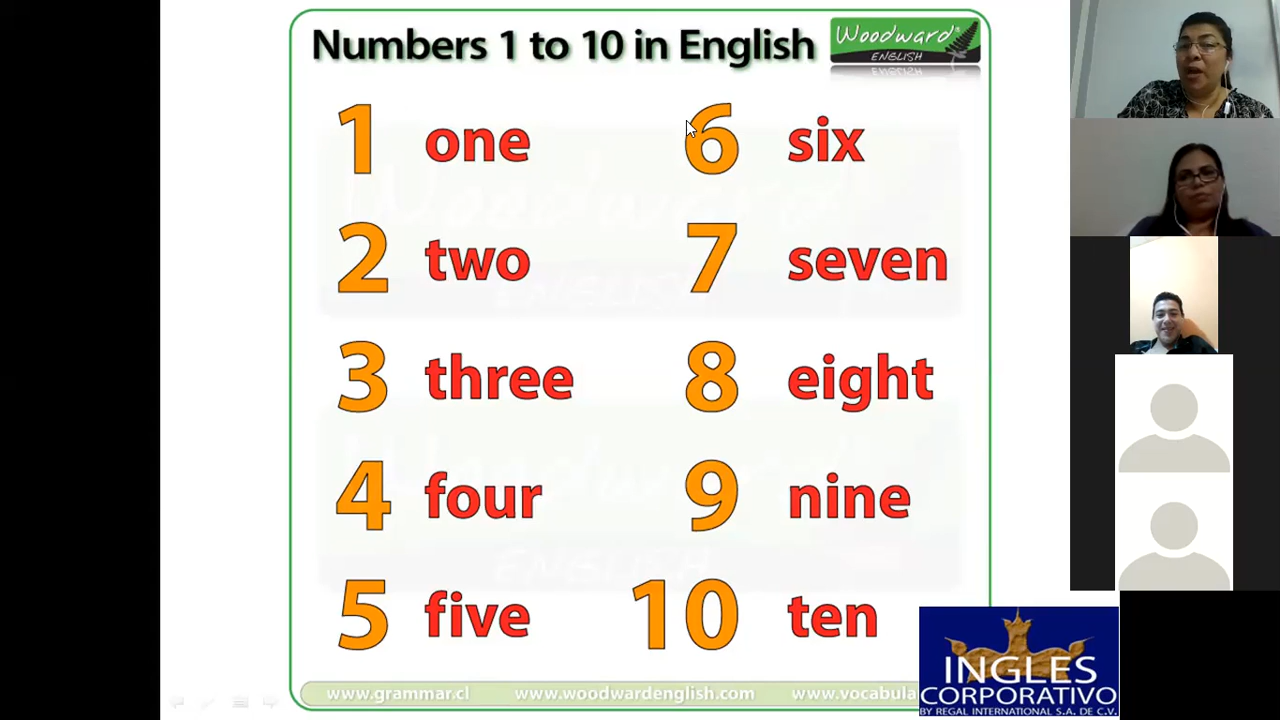 Numbers 1 to 10 in English
Woodward
ENGLISH
1 one
2 two
3 three
4 four
5 five
6 six
7 seven
8 eight
9 nine
10 ten
www.grammar.cl www.woodwardenglish.com www.vocabula
INGLES
CORPORATIVO
BY REGAL INTERNATIONAL S.A. DE C.V.